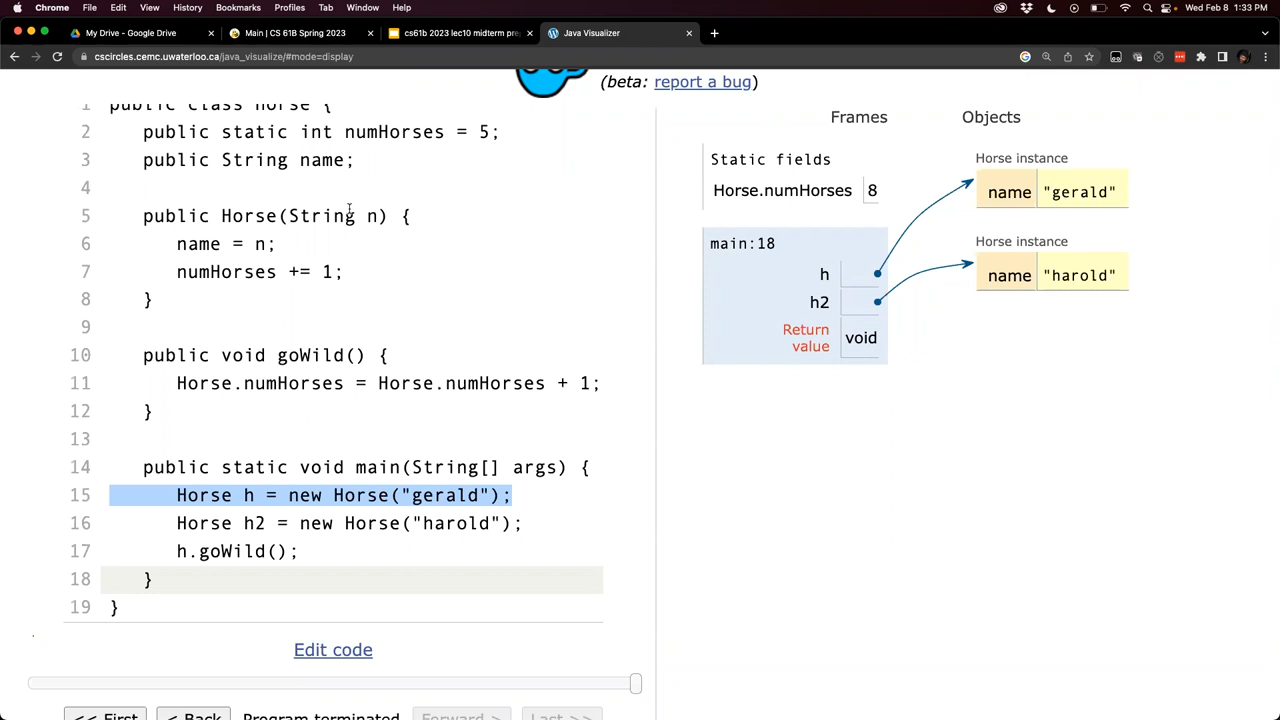 Chrome File Edit View History Bookmarks Profiles Tab Window Help Wed Feb 8 1:33 PM
My Drive - Google Drive Main | CS 61B Spring 2023 cs61b 2023 lec10 midterm pre Java Visualizer
cscircles.cemc.uwaterloo.ca/java_visualize/#mode=display
(beta: report a bug)
Frames Objects
1 public class Horse {
2 public static int numHorses = 5;
3 public String name;
4
5 public Horse(String n) {
6 name = n;
7 numHorses += 1;
8 }
9
10 public void goWild() {
11 Horse.numHorses = Horse.numHorses + 1;
12 }
13
14 public static void main(String[] args) {
15 Horse h = new Horse("gerald");
16 Horse h2 = new Horse("harold");
17 h.goWild();
18 }
19 }
Static fields
Horse.numHorses 8
main:18
h
h2
Return
value void
Horse instance
name "gerald"
Horse instance
name "harold"
Edit code
<< First < Back Program terminated Forward > Last >>